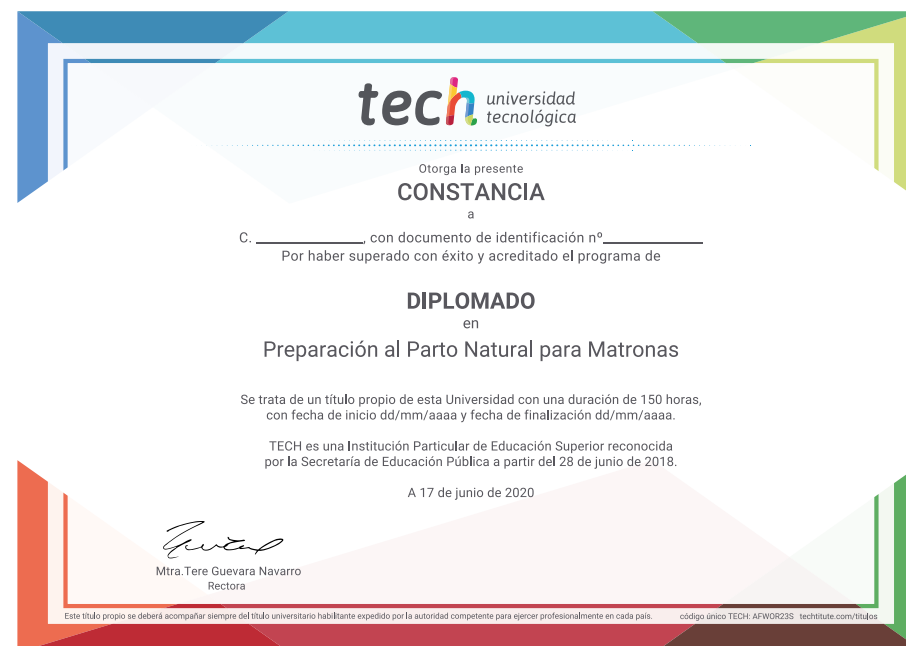 tech universidad
tecnológica
Otorga la presente
CONSTANCIA
a
C. ______________, con documento de identificación nº_____________
Por haber superado con éxito y acreditado el programa de
DIPLOMADO
en
Preparación al Parto Natural para Matronas
Se trata de un título propio de esta Universidad con una duración de 150 horas,
con fecha de inicio dd/mm/aaaa y fecha de finalización dd/mm/aaaa.
TECH es una Institución Particular de Educación Superior reconocida
por la Secretaría de Educación Pública a partir del 28 de junio de 2018.
A 17 de junio de 2020
Mtra.Tere Guevara Navarro
Rectora
Este título propio se deberá acompañar siempre del título universitario habilitante expedido por la autoridad competente para ejercer profesionalmente en cada país. código único TECH: AFWOR23S techtitute.com/titulos